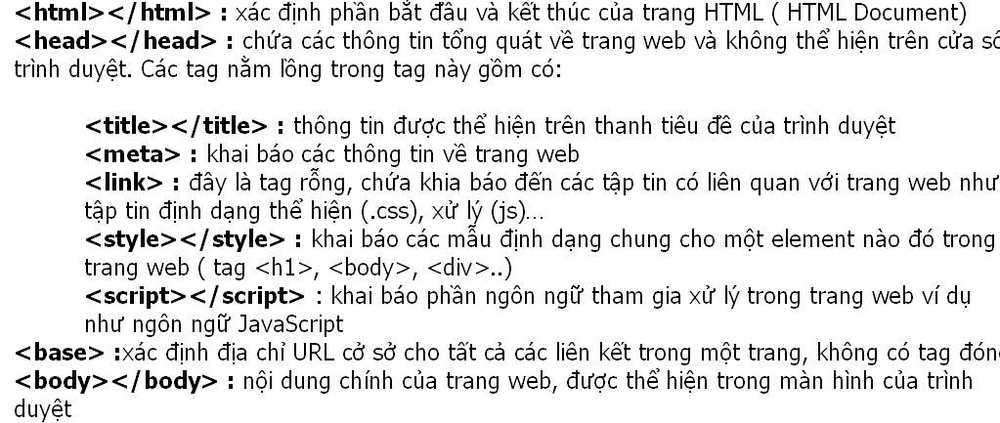 <html></html> : xác định phần bắt đầu và kết thúc của trang HTML ( HTML Document)
<head></head> : chứa các thông tin tổng quát về trang web và không thể hiện trên cửa sổ
trình duyệt. Các tag nằm lồng trong tag này gồm có:
<title></title> : thông tin được thể hiện trên thanh tiêu đề của trình duyệt
<meta> : khai báo các thông tin về trang web
<link> : đây là tag rỗng, chứa khia báo đến các tập tin có liên quan với trang web như
tập tin định dạng thể hiện (.css), xử lý (js)...
<style></style> : khai báo các mẫu định dạng chung cho một element nào đó trong
trang web ( tag <h1>, <body>, <div>..)
<script></script> : khai báo phần ngôn ngữ tham gia xử lý trong trang web ví dụ
như ngôn ngữ JavaScript
<base> :xác định địa chỉ URL cở sở cho tất cả các liên kết trong một trang, không có tag đóng
<body></body> : nội dung chính của trang web, được thể hiện trong màn hình của trình
duyệt